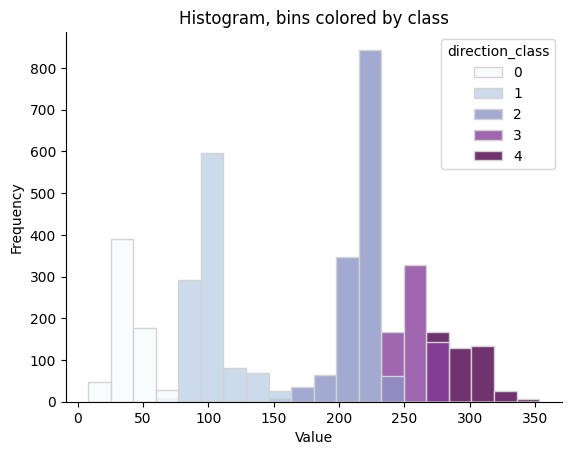 Histogram, bins colored by class
direction_class
0
1
2
3
4
Frequency
800
700
600
500
400
300
200
100
0
0 50 100 150 200 250 300 350
Value